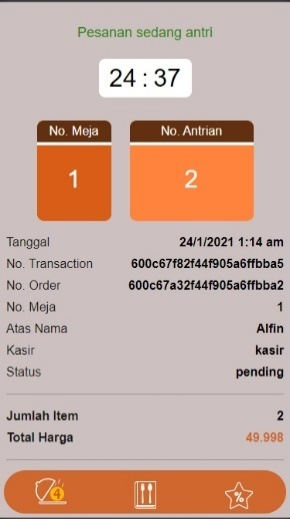 Pesanan sedang antri
24 : 37
No. Meja No. Antrian
1 2
Tanggal 24/1/2021 1:14 am
No. Transaction 600c67f82f44f905a6ffbba5
No. Order 600c67a32f44f905a6ffbba2
No. Meja 1
Atas Nama Alfin
Kasir kasir
Status pending
Jumlah Item 2
Total Harga 49.998
4 %